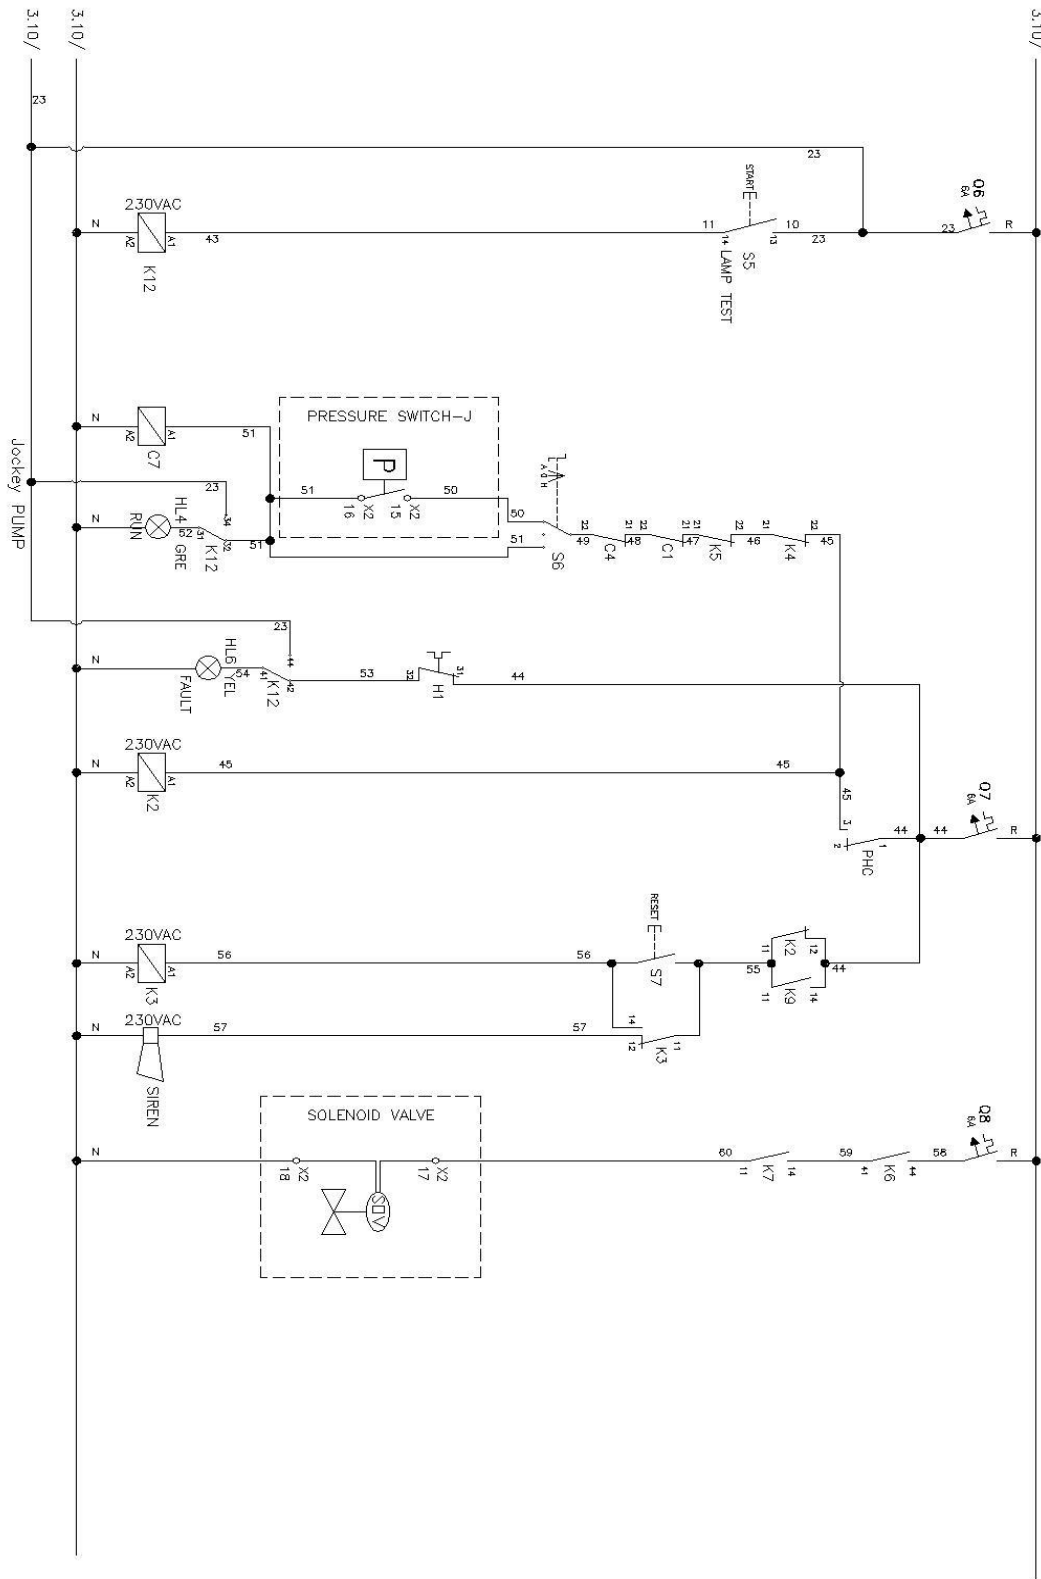 3.10/
3.10/
3.10/
23
23
Q6
6A
R
23
START
10
23
13
S5
11
14
LAMP TEST
43
230VAC
A1
K12
A2
N
PRESSURE SWITCH-J
P
51
50
X2
16
X2
15
C7
A1
A2
N
51
23
HL4
GRE
RUN
52
34
31
32
K12
51
N
50
51
A 0 H
S6
22
49
C4
21
48
22
C1
21
47
21
K5
22
46
21
K4
22
45
Jockey PUMP
23
HL6 YEL
FAULT
54
44
41
42
K12
53
32
H1
31
44
N
230VAC
A1
K2
A2
N
45
45
45
3
2
PHC
1
44
44
Q7
6A
R
230VAC
A1
K3
A2
N
56
56
RESET
S7
55
11
K2
12
11
K9
14
44
230VAC
SIREN
N
57
57
14
12
K3
11
SOLENOID VALVE
X2
18
X2
17
SOV
N
60
11
K7
14
59
41
K6
44
58
Q8
6A
R